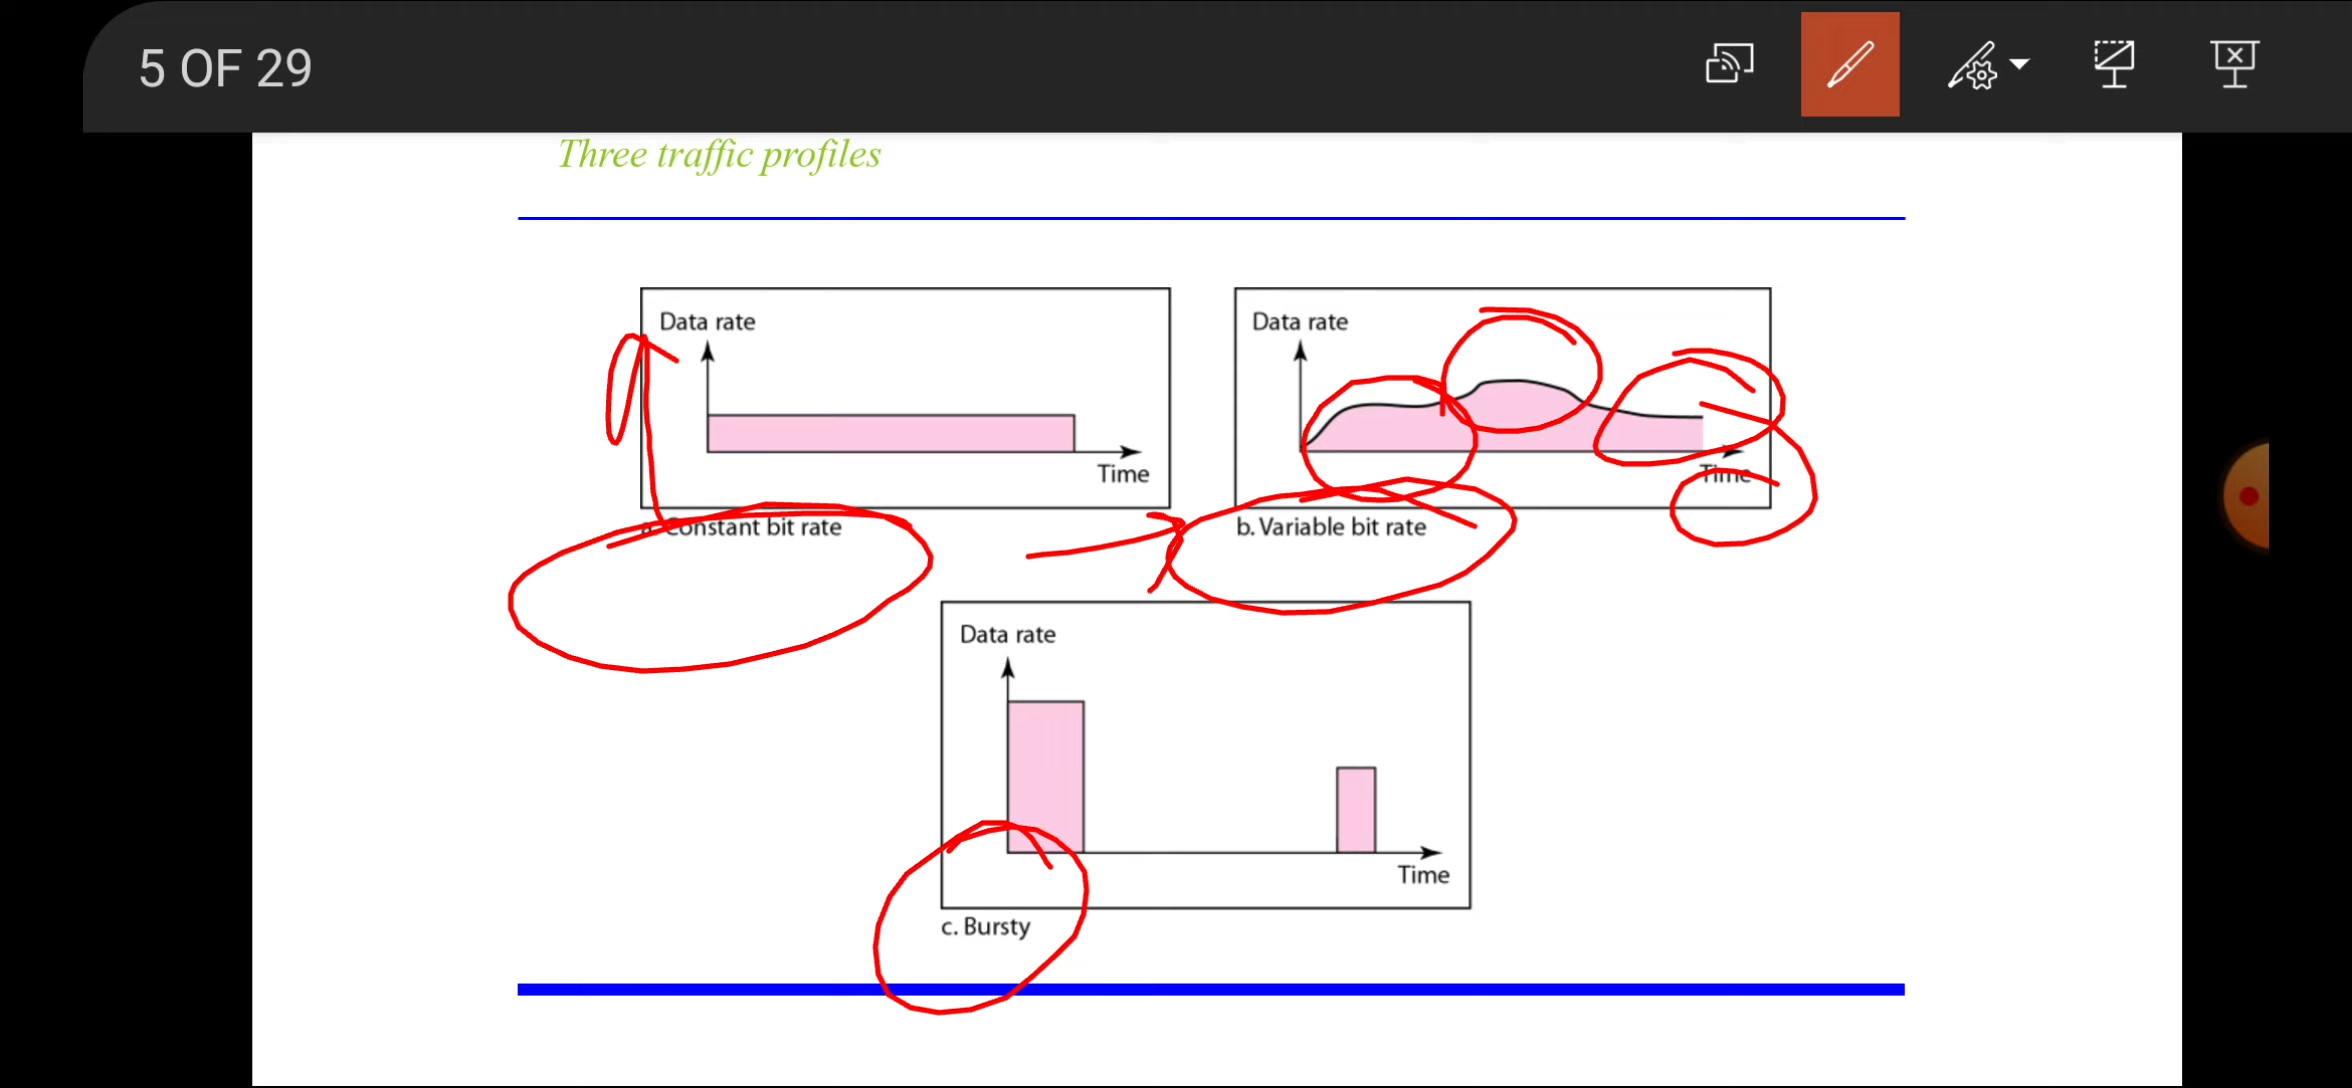 5 OF 29
Three traffic profiles
Data rate
Time
a. Constant bit rate
Data rate
Time
b. Variable bit rate
Data rate
Time
c. Bursty